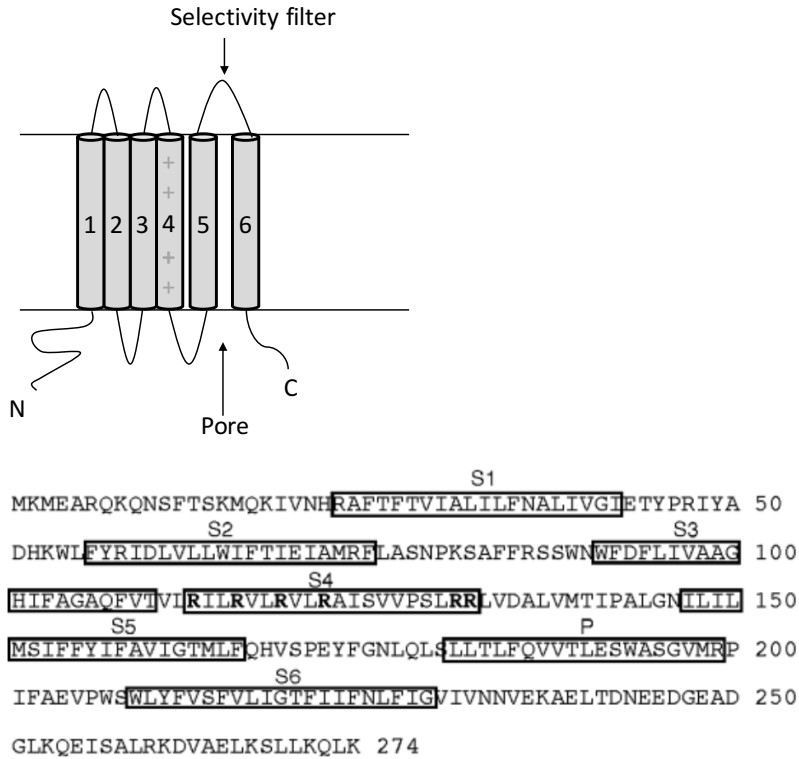 Selectivity filter
+
+
1 2 3 4 5 6
+
+
N
C
Pore
S1
MKMEARQKQNSFTSKMQKIVNHRAFTFTVIALILFNALIVGIETYPRIYA 50
S2 S3
DHKWLFYRIDLVLLWIFTIEIAMRFLASNPKSAFFRSSWNWFDFLIVAAG 100
S4
HIFAGAQFVTVLRILRVLRVLRAISVVPSLRRLVDALVMTIPALGNILIL 150
S5 P
MSIFFYIFAVIGTMLFQHVSPEYFGNLQLSLLTLFQVVTLESWASGVMRP 200
S6
IFAEVPWSWLYFVSFVLIGTFIIFNLFIGVIVNNVEKAELTDNEEDGEAD 250
GLKQEISALRKDVAELKSLLKQLK 274